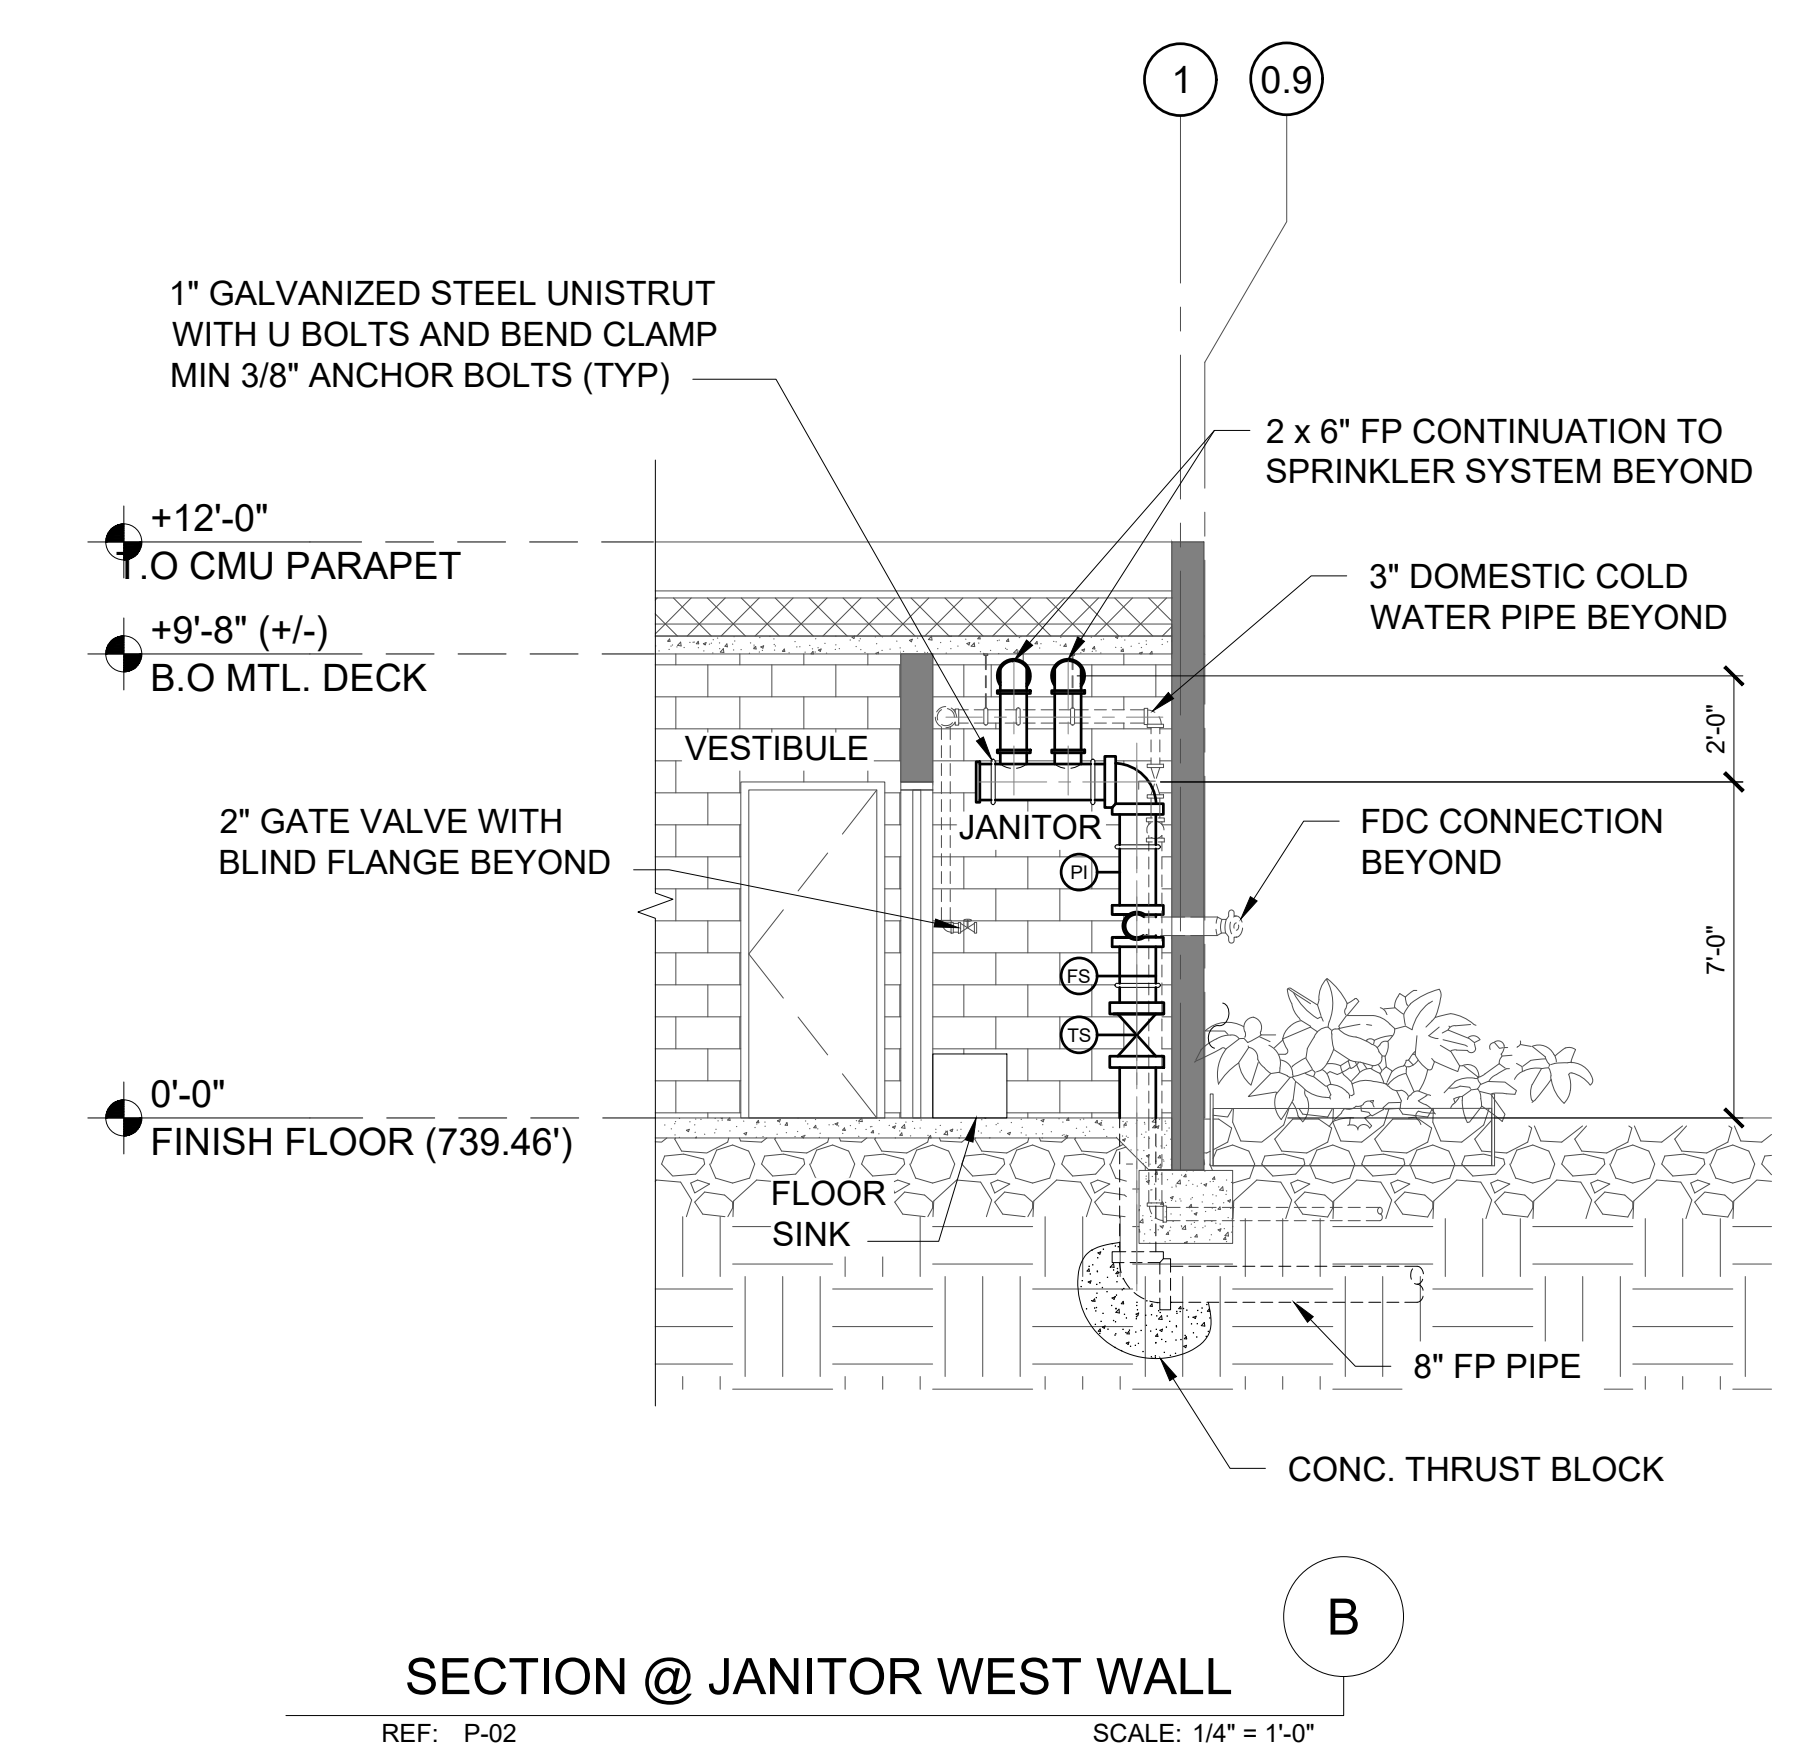 1
0.9
1" GALVANIZED STEEL UNISTRUT
WITH U BOLTS AND BEND CLAMP
MIN 3/8" ANCHOR BOLTS (TYP)
2 x 6" FP CONTINUATION TO
SPRINKLER SYSTEM BEYOND
+12'-0"
T.O CMU PARAPET
3" DOMESTIC COLD
WATER PIPE BEYOND
+9'-8" (+/-)
B.O MTL. DECK
2'-0"
VESTIBULE
2" GATE VALVE WITH
BLIND FLANGE BEYOND
JANITOR
FDC CONNECTION
BEYOND
PI
7'-0"
FS
TS
0'-0"
FINISH FLOOR (739.46')
FLOOR
SINK
8" FP PIPE
CONC. THRUST BLOCK
B
SECTION @ JANITOR WEST WALL
REF: P-02
SCALE: 1/4" = 1'-0"